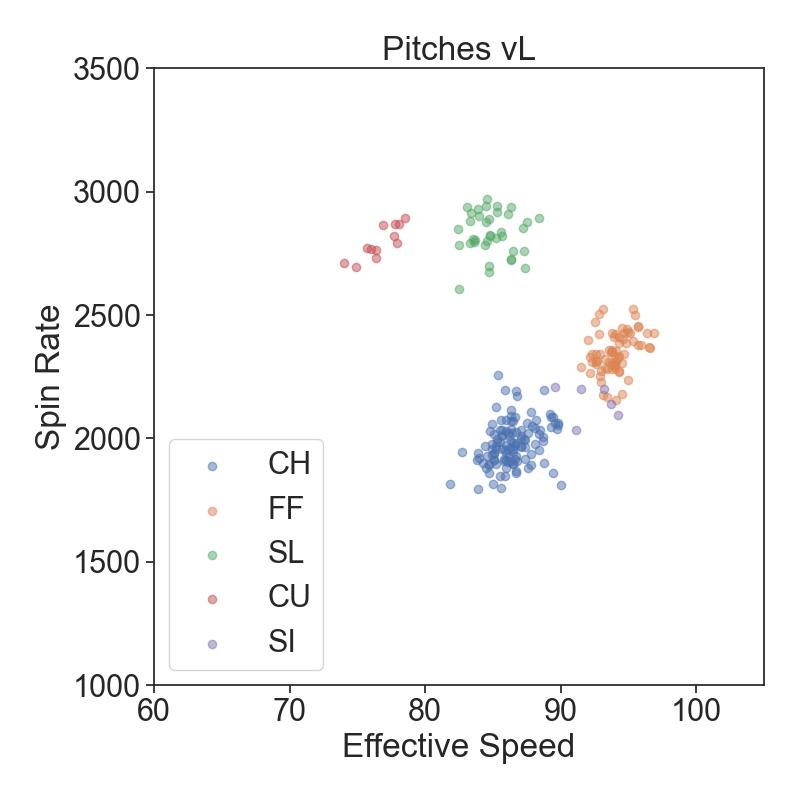 Pitches vL
3500
3000
2500
2000
1500
1000
Spin Rate
CH
FF
SL
CU
SI
60 70 80 90 100
Effective Speed